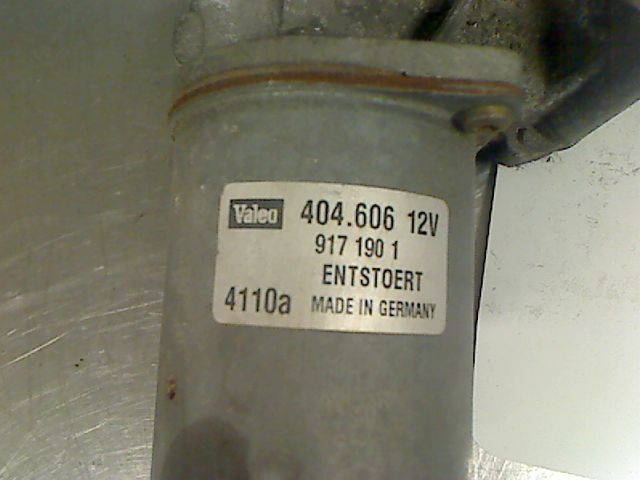 Valeo 404.606 12V
917 190 1
ENTSTOERT
4110a MADE IN GERMANY